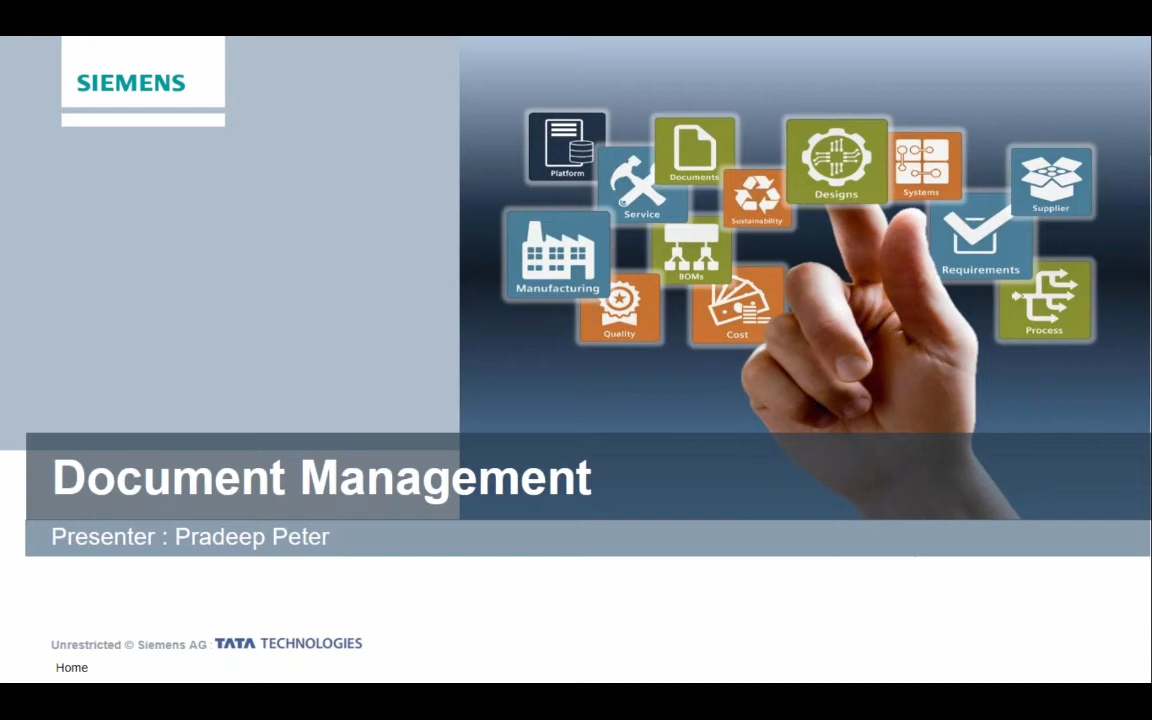 SIEMENS
Platform
Documents
Service
Sustainability
Designs
Systems
Supplier
Manufacturing
BOMs
Requirements
Quality
Cost
Process
Document Management
Presenter : Pradeep Peter
Unrestricted © Siemens AG TATA TECHNOLOGIES
Home